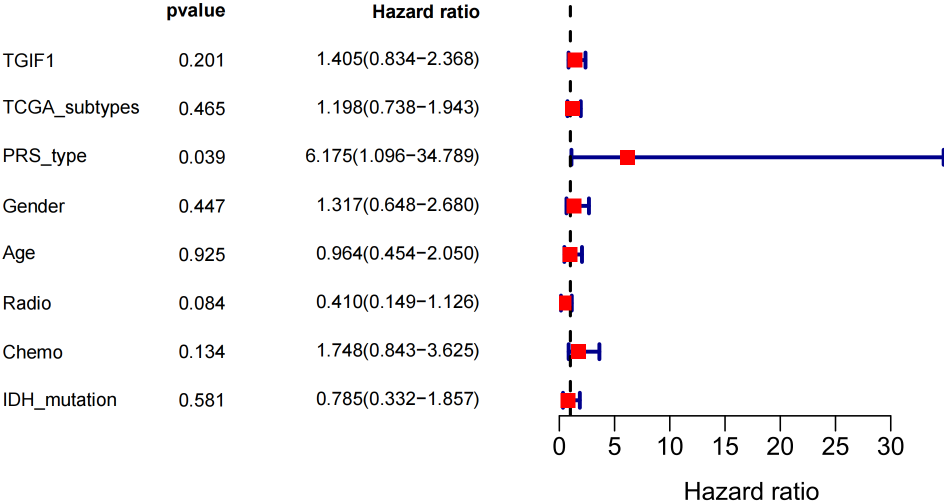 pvalue Hazard ratio
TGIF1 0.201 1.405(0.834−2.368)
TCGA_subtypes 0.465 1.198(0.738−1.943)
PRS_type 0.039 6.175(1.096−34.789)
Gender 0.447 1.317(0.648−2.680)
Age 0.925 0.964(0.454−2.050)
Radio 0.084 0.410(0.149−1.126)
Chemo 0.134 1.748(0.843−3.625)
IDH_mutation 0.581 0.785(0.332−1.857)
0 5 10 15 20 25 30
Hazard ratio